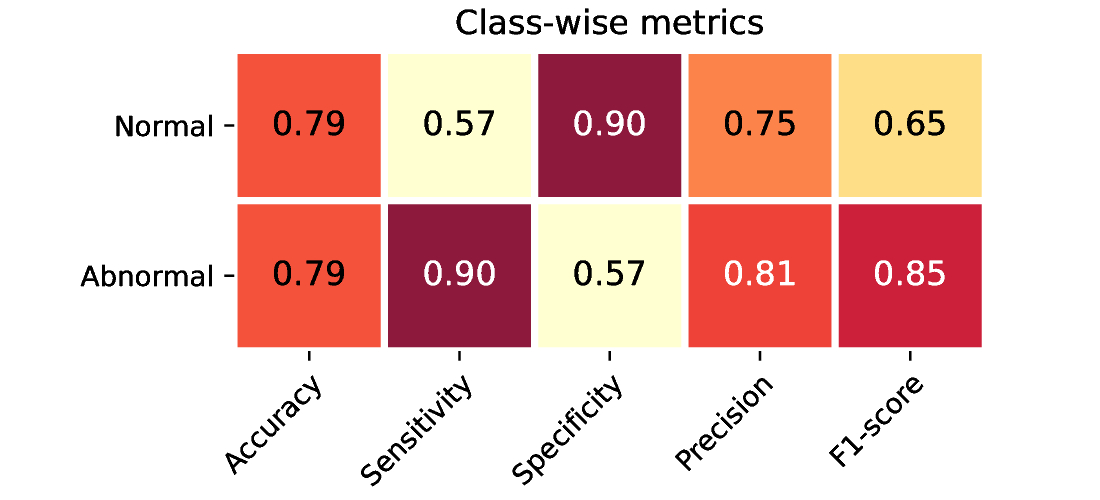 Class-wise metrics
Normal 0.79 0.57 0.90 0.75 0.65
Abnormal 0.79 0.90 0.57 0.81 0.85
Accuracy Sensitivity Specificity Precision F1-score